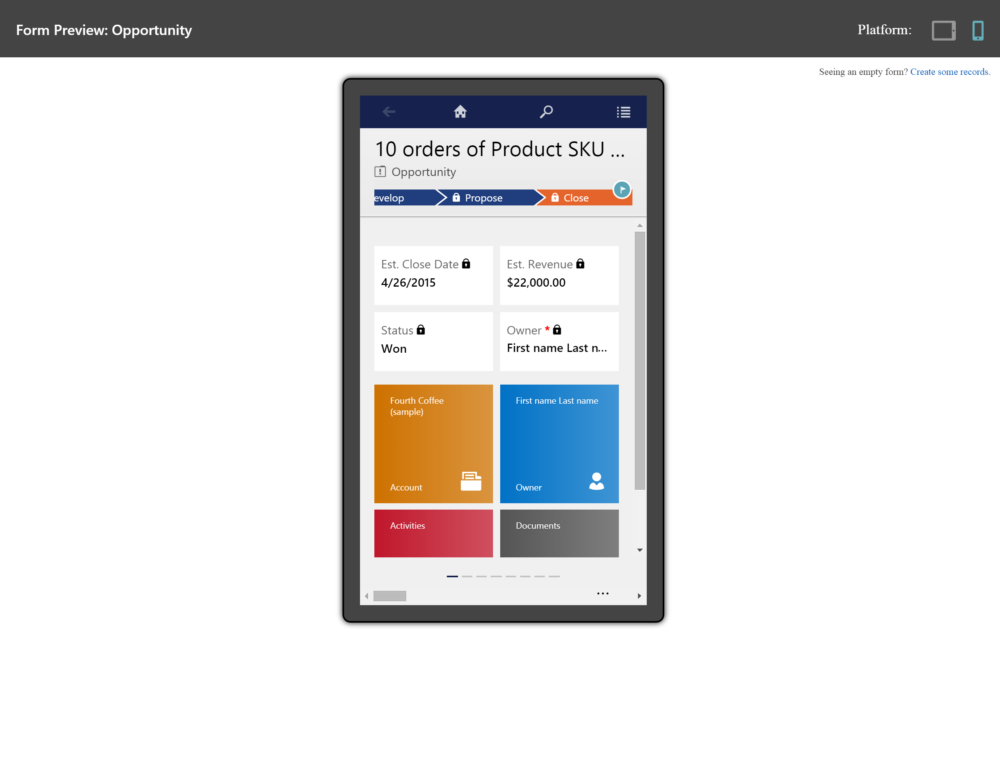 Form Preview: Opportunity
Platform:
Seeing an empty form? Create some records.
10 orders of Product SKU ...
Opportunity
evelop
Propose
Close
Est. Close Date
4/26/2015
Est. Revenue
$22,000.00
Status
Won
Owner *
First name Last n...
Fourth Coffee
(sample)
Account
First name Last name
Owner
Activities
Documents
...